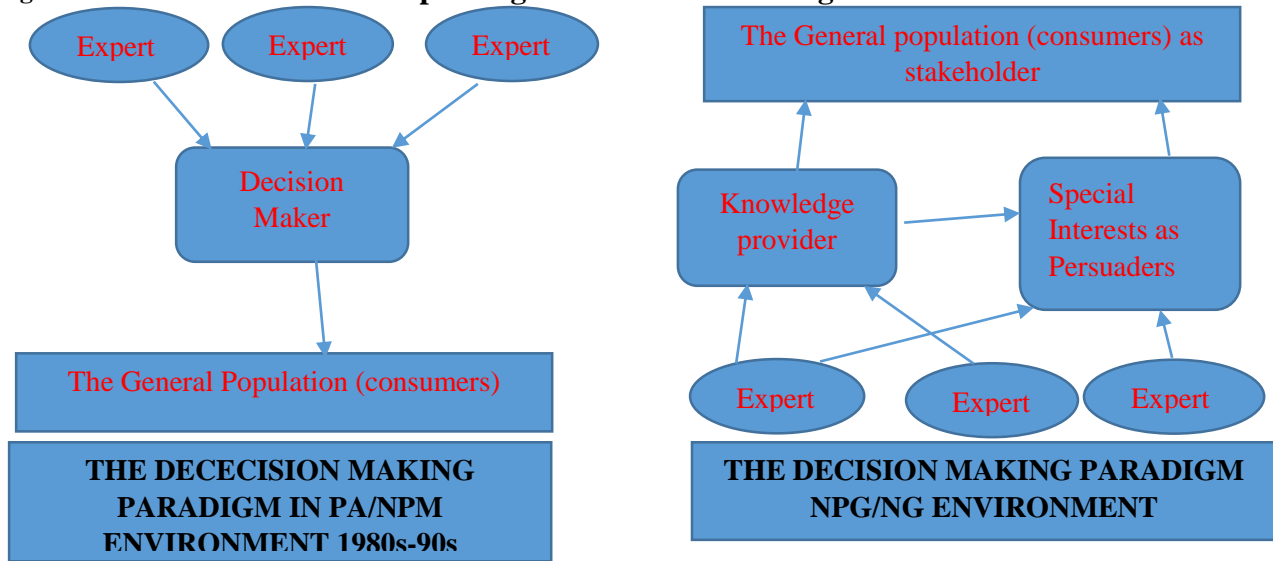 Expert
Expert
Expert
Decision
Maker
The General Population (consumers)
THE DECECISION MAKING
PARADIGM IN PA/NPM
ENVIRONMENT 1980s-90s
The General population (consumers) as
stakeholder
Knowledge
provider
Special
Interests as
Persuaders
Expert
Expert
Expert
THE DECISION MAKING PARADIGM
NPG/NG ENVIRONMENT